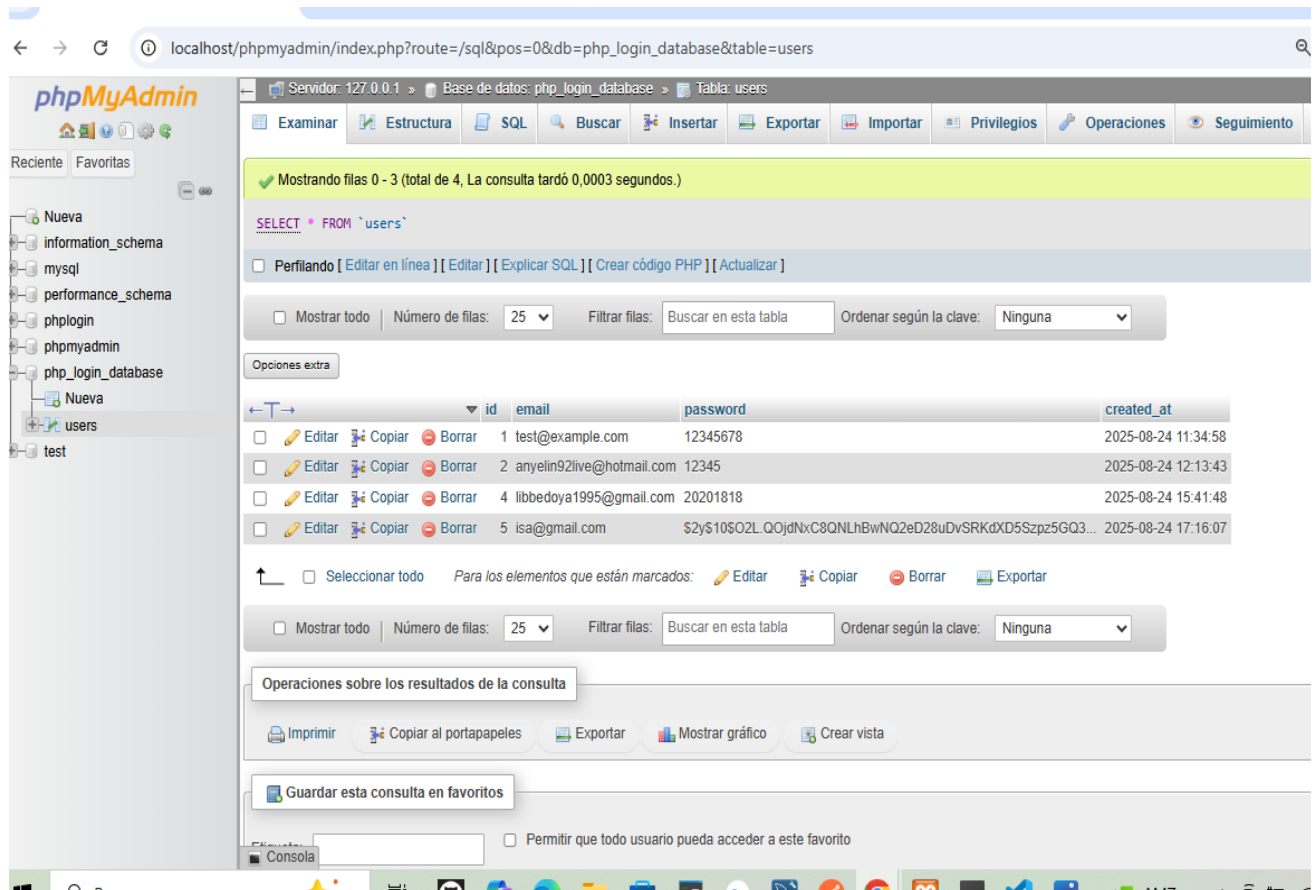 localhost/phpmyadmin/index.php?route=/sql&pos=0&db=php_login_database&table=users
phpMyAdmin
Reciente Favoritas
Nueva
information_schema
mysql
performance_schema
phplogin
phpmyadmin
php_login_database
Nueva
users
test
Servidor: 127.0.0.1 » Base de datos: php_login_database » Tabla: users
Examinar Estructura SQL Buscar Insertar Exportar Importar Privilegios Operaciones Seguimiento
Mostrando filas 0 - 3 (total de 4, La consulta tardó 0,0003 segundos.)
SELECT * FROM `users`
Perfilando [ Editar en línea ] [ Editar ] [ Explicar SQL ] [ Crear código PHP ] [ Actualizar ]
Mostrar todo | Número de filas: 25 Filtrar filas: Buscar en esta tabla Ordenar según la clave: Ninguna
Opciones extra
←T→ id email password created_at
Editar Copiar Borrar 1 test@example.com 12345678 2025-08-24 11:34:58
Editar Copiar Borrar 2 anyelin92live@hotmail.com 12345 2025-08-24 12:13:43
Editar Copiar Borrar 4 libbedoya1995@gmail.com 20201818 2025-08-24 15:41:48
Editar Copiar Borrar 5 isa@gmail.com $2y$10$O2L.QOjdNxC8QNLhBwNQ2eD28uDvSRKdXD5Szpz5GQ3... 2025-08-24 17:16:07
Seleccionar todo Para los elementos que están marcados: Editar Copiar Borrar Exportar
Mostrar todo | Número de filas: 25 Filtrar filas: Buscar en esta tabla Ordenar según la clave: Ninguna
Operaciones sobre los resultados de la consulta
Imprimir Copiar al portapapeles Exportar Mostrar gráfico Crear vista
Guardar esta consulta en favoritos
Permitir que todo usuario pueda acceder a este favorito
Consola